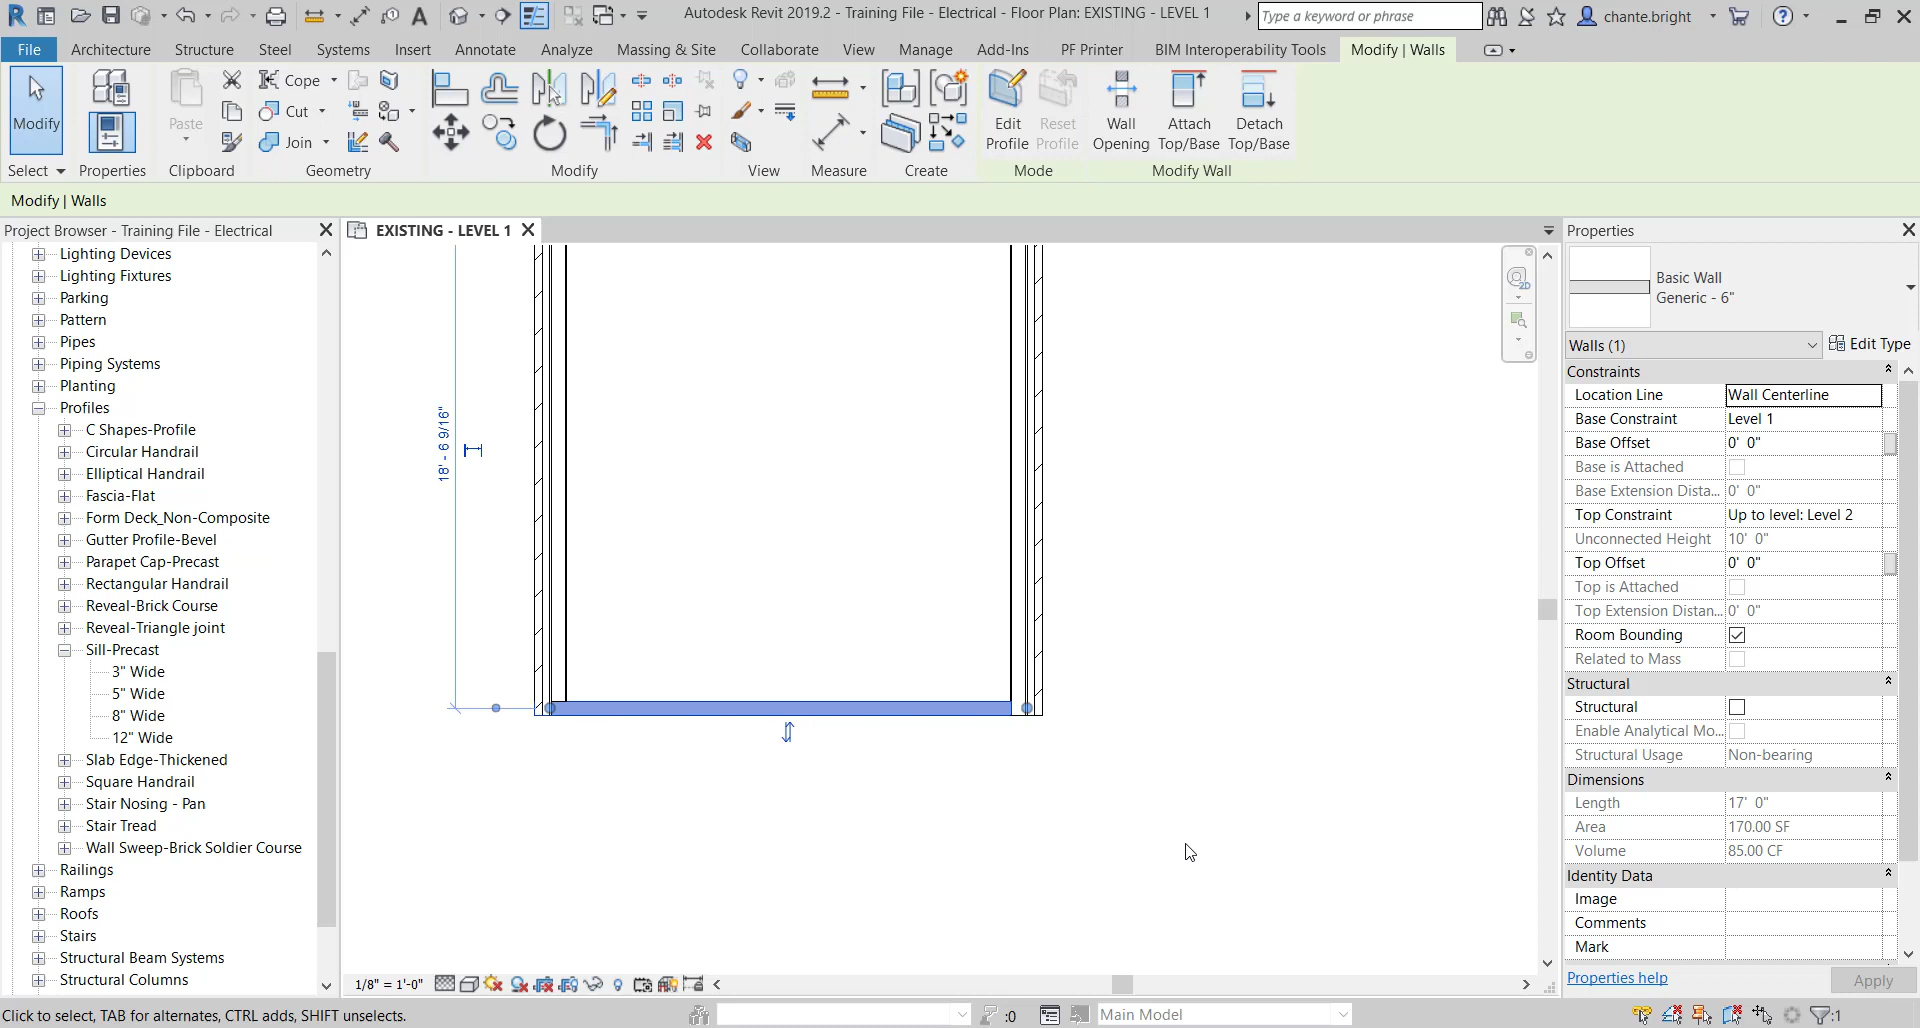 Autodesk Revit 2019.2 - Training File - Electrical - Floor Plan: EXISTING - LEVEL 1
Type a keyword or phrase
chante.bright
File
Architecture
Structure
Steel
Systems
Insert
Annotate
Analyze
Massing & Site
Collaborate
View
Manage
Add-Ins
PF Printer
BIM Interoperability Tools
Modify | Walls
Modify
Paste
Cope
Cut
Join
Edit
Profile
Reset
Profile
Wall
Opening
Attach
Top/Base
Detach
Top/Base
Select
Properties
Clipboard
Geometry
Modify
View
Measure
Create
Mode
Modify Wall
Modify | Walls
Project Browser - Training File - Electrical
Lighting Devices
Lighting Fixtures
Parking
Pattern
Pipes
Piping Systems
Planting
Profiles
C Shapes-Profile
Circular Handrail
Elliptical Handrail
Fascia-Flat
Form Deck_Non-Composite
Gutter Profile-Bevel
Parapet Cap-Precast
Rectangular Handrail
Reveal-Brick Course
Reveal-Triangle joint
Sill-Precast
3" Wide
5" Wide
8" Wide
12" Wide
Slab Edge-Thickened
Square Handrail
Stair Nosing - Pan
Stair Tread
Wall Sweep-Brick Soldier Course
Railings
Ramps
Roofs
Stairs
Structural Beam Systems
Structural Columns
EXISTING - LEVEL 1
18' - 6 9/16"
2D
1/8" = 1'-0"
Properties
Basic Wall
Generic - 6"
Walls (1)
Edit Type
Constraints
Location Line Wall Centerline
Base Constraint Level 1
Base Offset 0' 0"
Base is Attached
Base Extension Dista... 0' 0"
Top Constraint Up to level: Level 2
Unconnected Height 10' 0"
Top Offset 0' 0"
Top is Attached
Top Extension Distan... 0' 0"
Room Bounding
Related to Mass
Structural
Structural
Enable Analytical Mo...
Structural Usage Non-bearing
Dimensions
Length 17' 0"
Area 170.00 SF
Volume 85.00 CF
Identity Data
Image
Comments
Mark
Properties help
Apply
Click to select, TAB for alternates, CTRL adds, SHIFT unselects.
:0
Main Model
:1